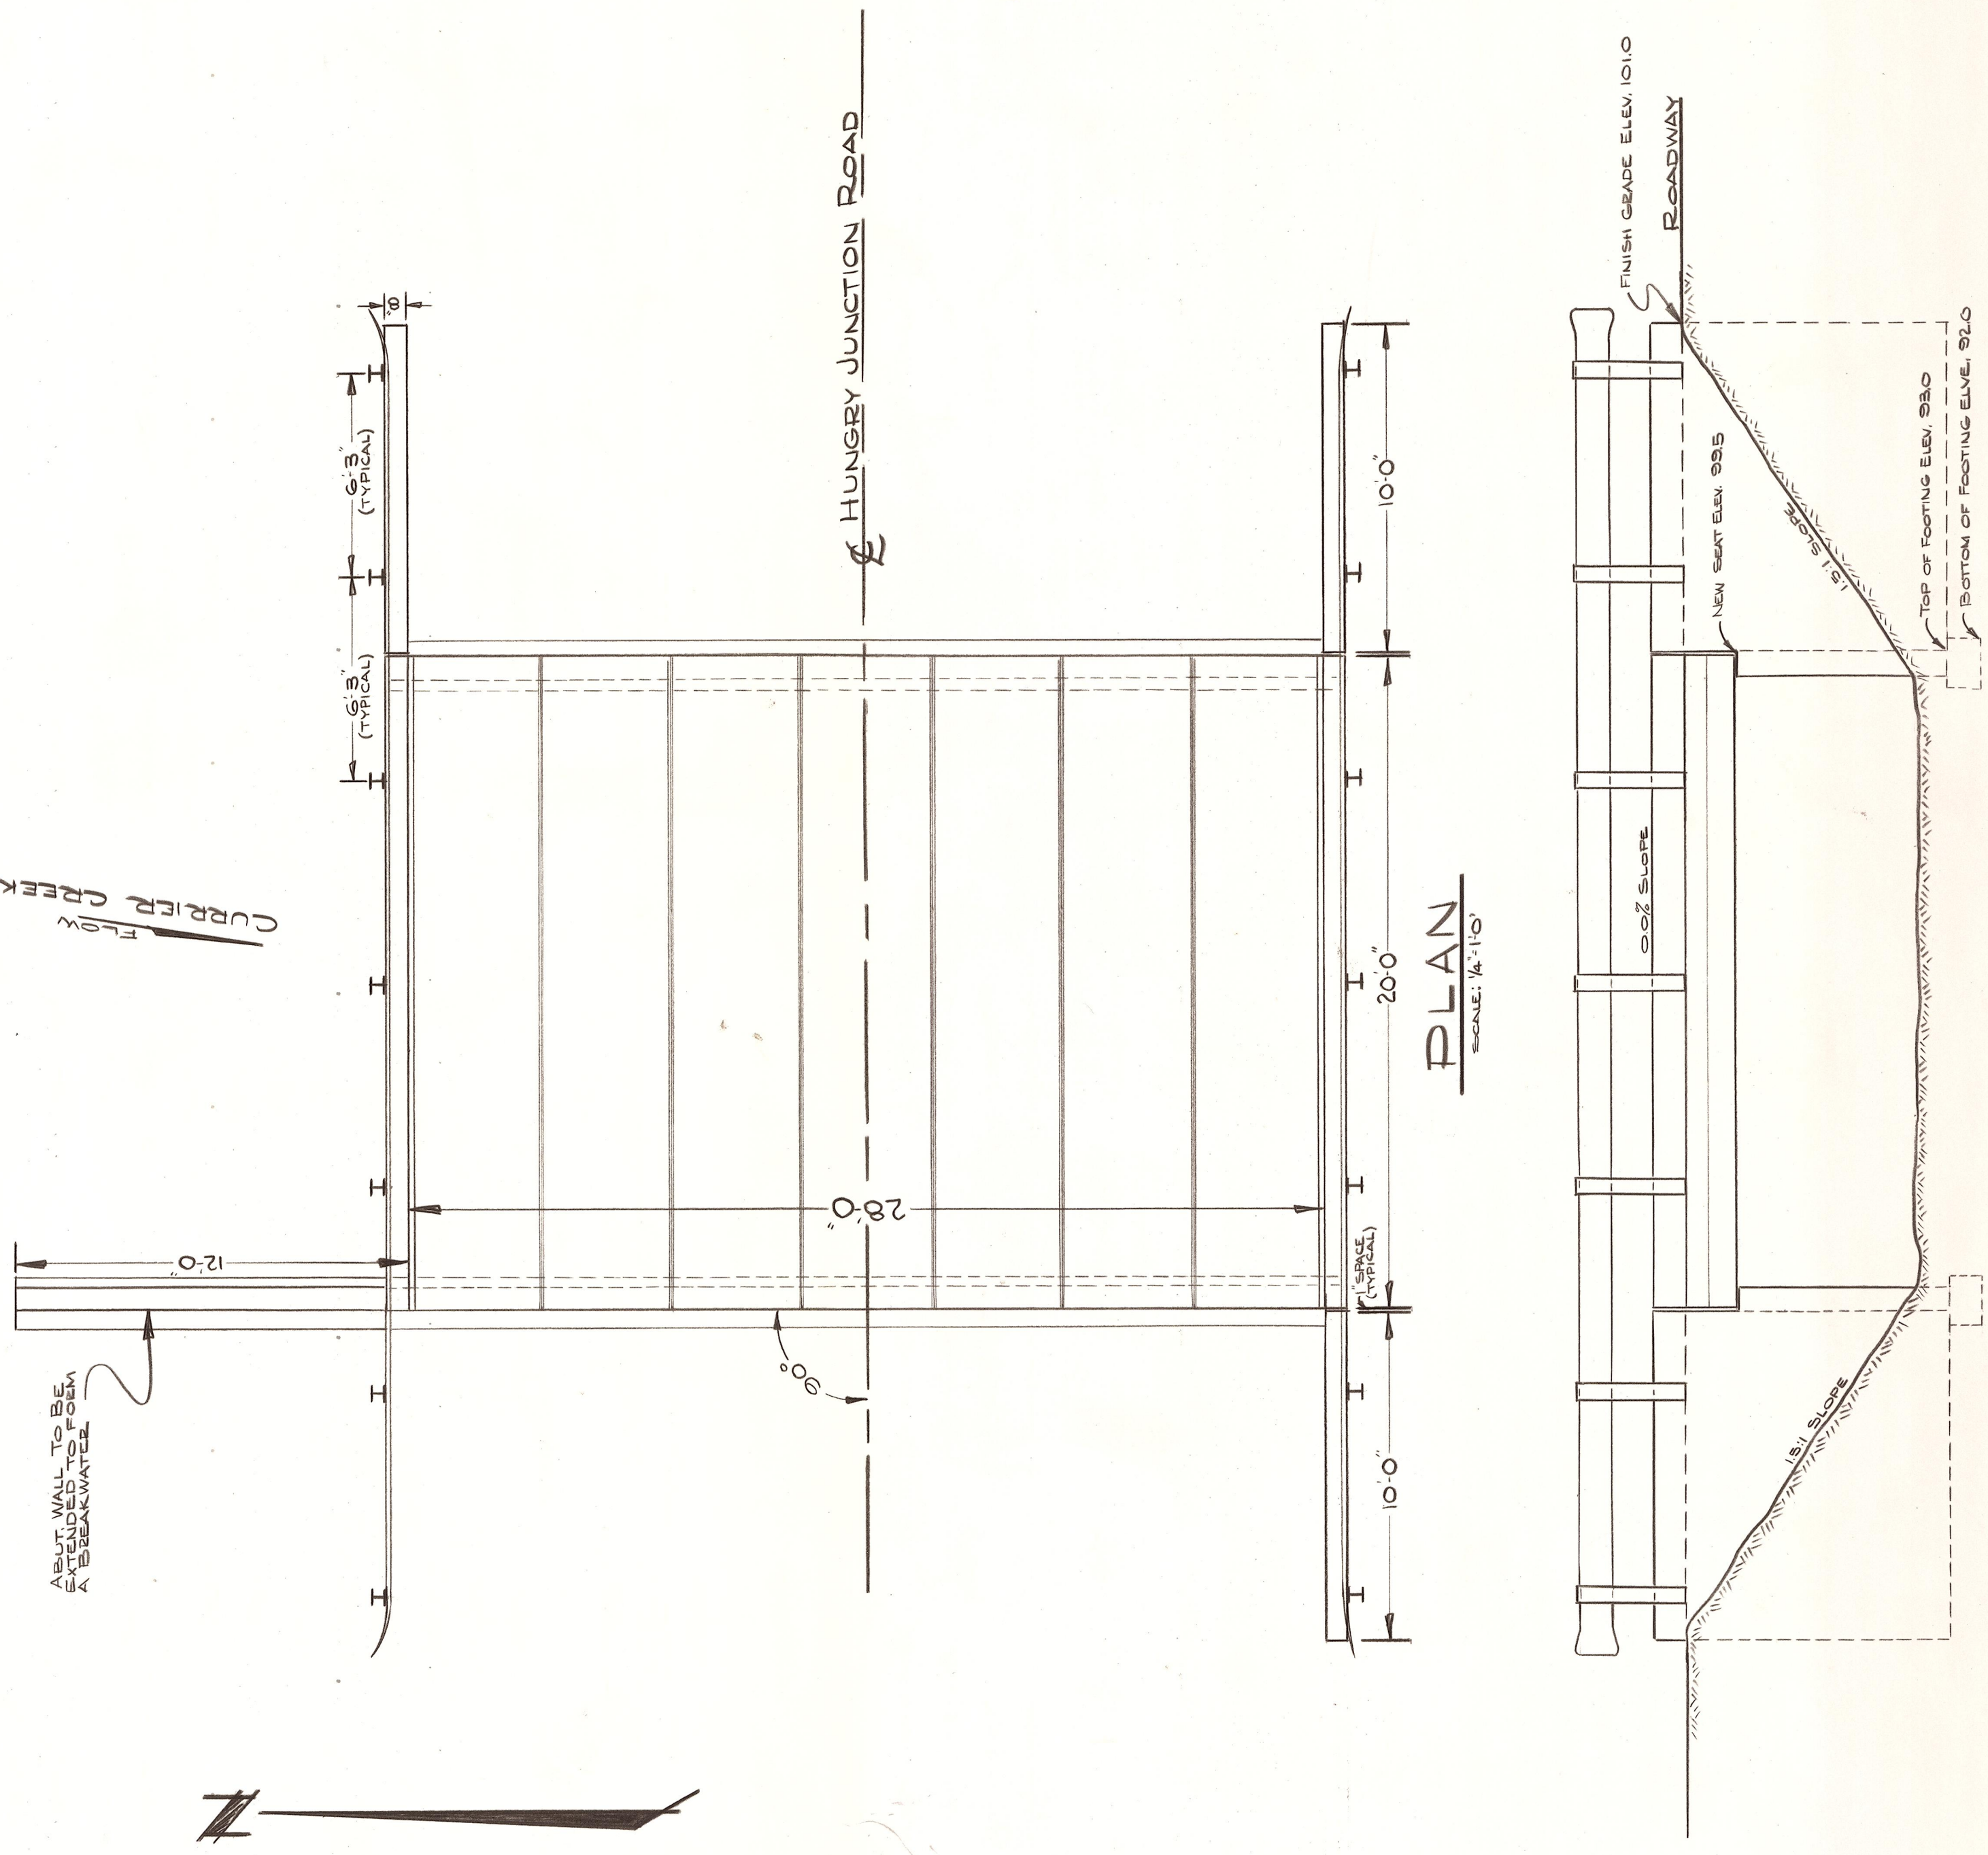 ABUT. WALL TO BE
EXTENDED TO FORM
A BREAKWATER
12'-0"
CURRIER CREEK
FLOW
6'-3"
(TYPICAL)
6'-3"
(TYPICAL)
8"
℄ HUNGRY JUNCTION ROAD
28'-0"
90°
1" SPACE
(TYPICAL)
10'-0"
20'-0"
10'-0"
PLAN
SCALE: 1/4"=1'-0"
N
FINISH GRADE ELEV. 101.0
ROADWAY
0.0% SLOPE
NEW SEAT ELEV. 99.5
1.5:1 SLOPE
1.5:1 SLOPE
TOP OF FOOTING ELEV. 93.0
BOTTOM OF FOOTING ELVE. 92.0